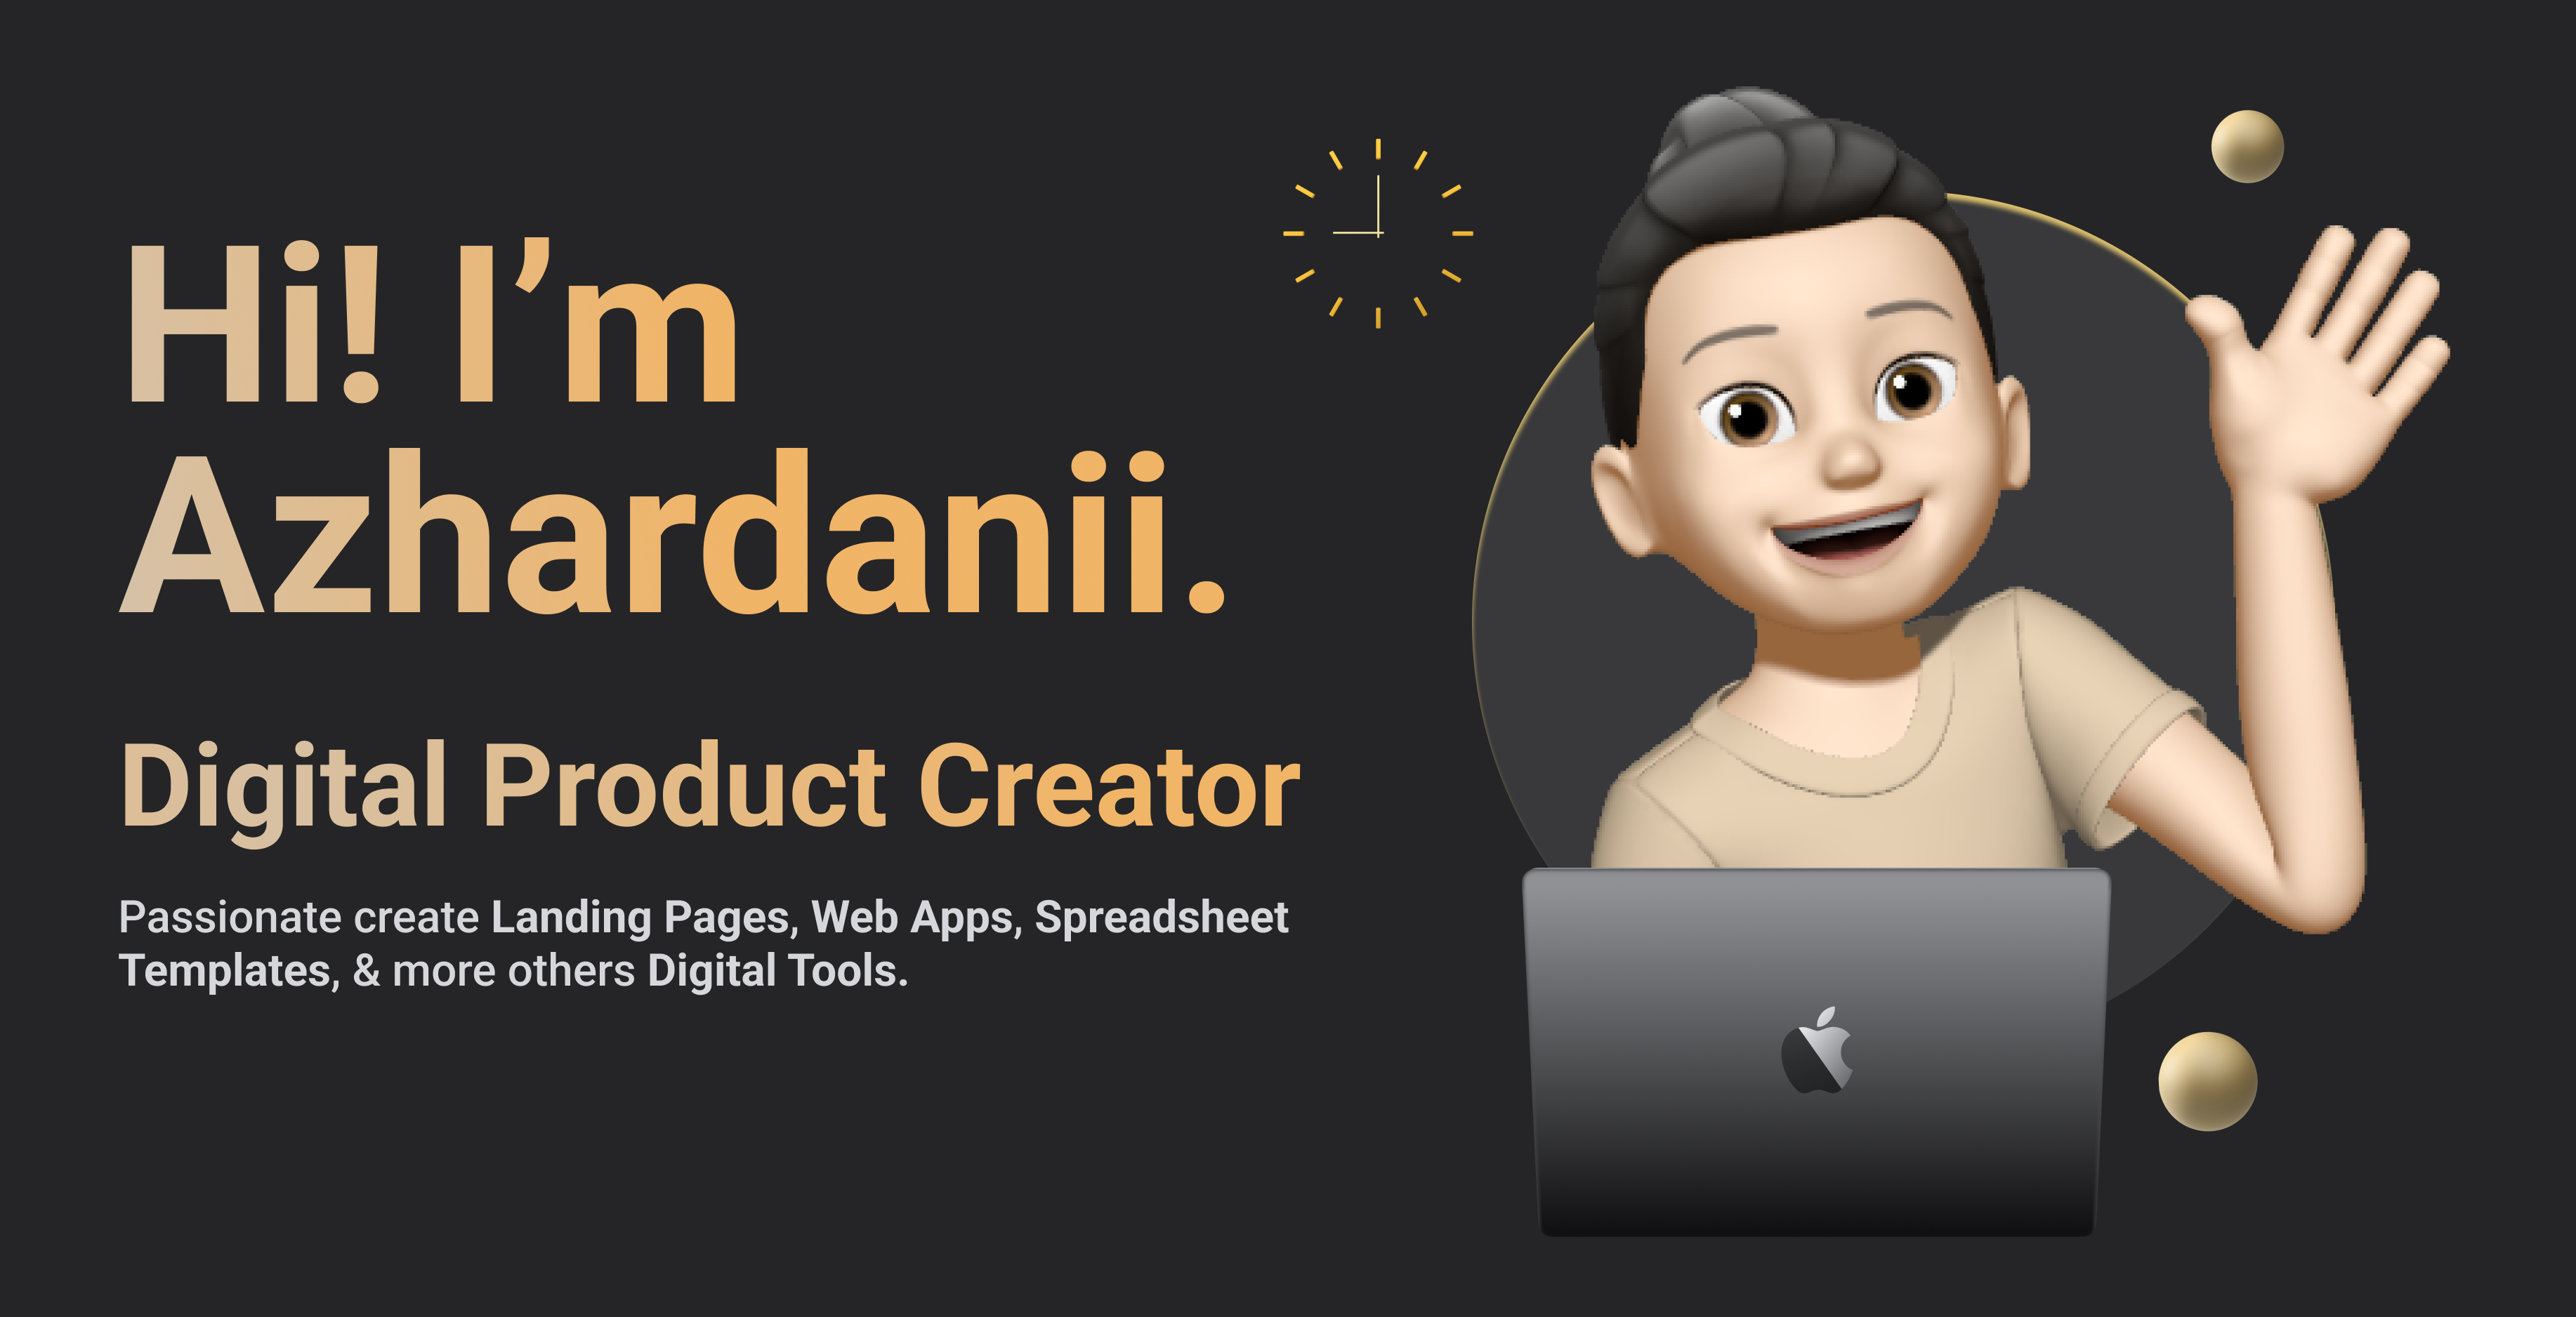 Hi! I’m
Azhardanii.
Digital Product Creator
Passionate create Landing Pages, Web Apps, Spreadsheet
Templates, & more others Digital Tools.